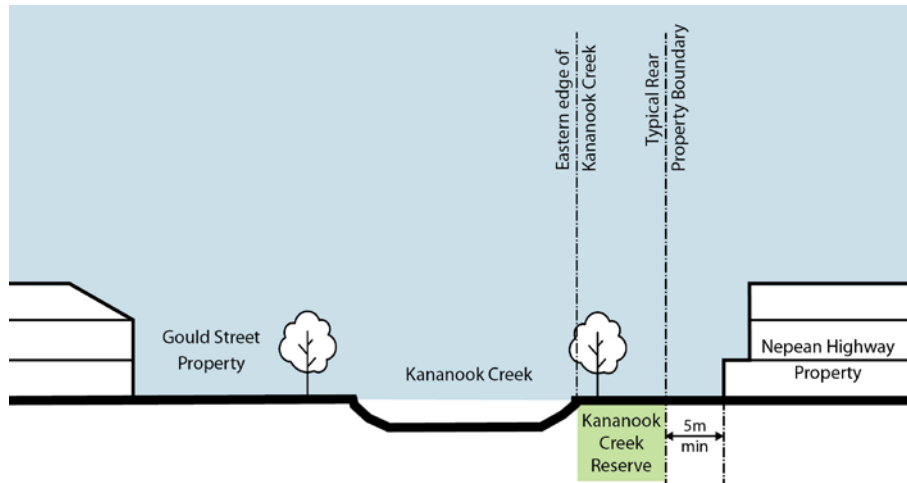 Eastern edge of
Kananook Creek
Typical Rear
Property Boundary
Gould Street
Property
Kananook Creek
Nepean Highway
Property
Kananook
Creek
Reserve
5m
min